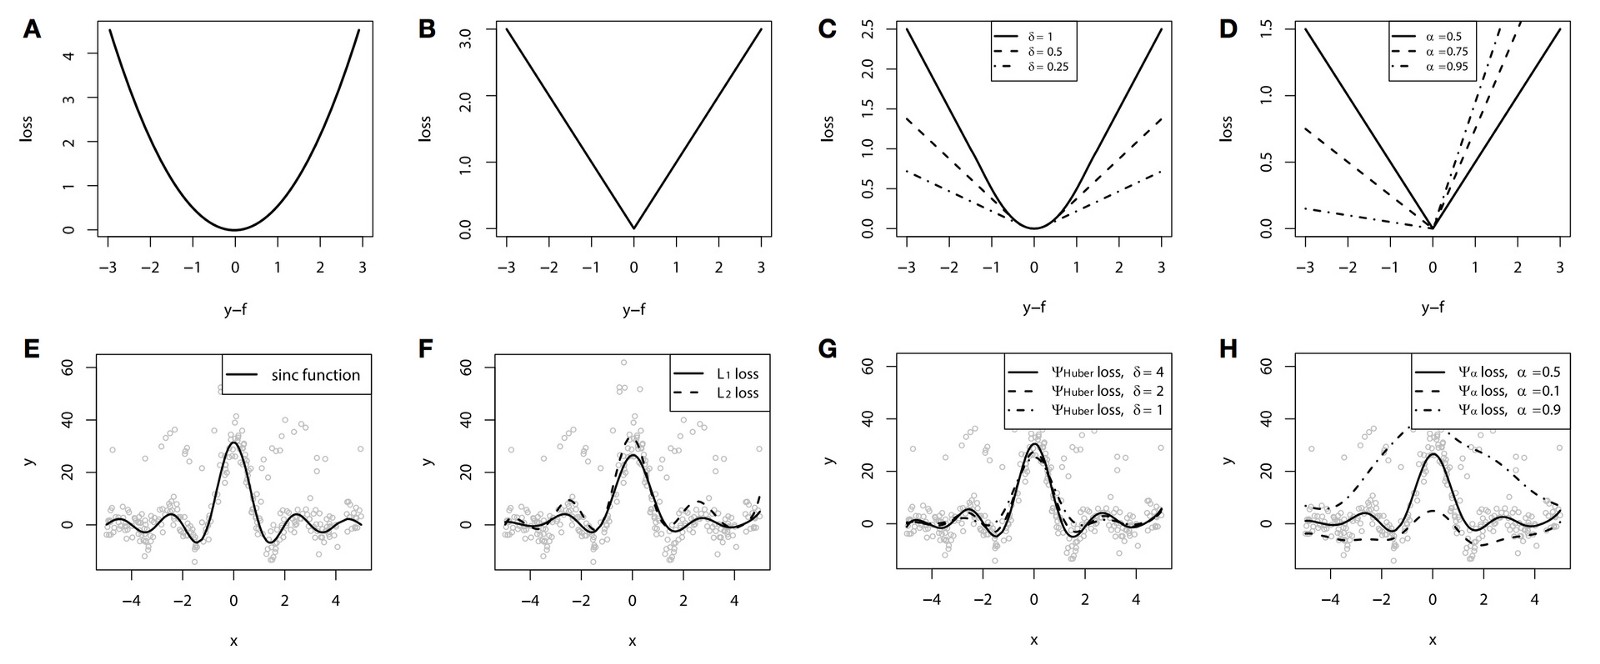 A
B
C
D
loss
4
3
2
1
0
−3 −2 −1 0 1 2 3
y−f
loss
3.0
2.0
1.0
0.0
−3 −2 −1 0 1 2 3
y−f
loss
2.5
2.0
1.5
1.0
0.5
0.0
δ = 1
δ = 0.5
δ = 0.25
−3 −2 −1 0 1 2 3
y−f
loss
1.5
1.0
0.5
0.0
α =0.5
α =0.75
α =0.95
−3 −2 −1 0 1 2 3
y−f
E
F
G
H
y
60
40
20
0
sinc function
−4 −2 0 2 4
x
y
60
40
20
0
L1 loss
L2 loss
−4 −2 0 2 4
x
y
60
40
20
0
ΨHuber loss, δ = 4
ΨHuber loss, δ = 2
ΨHuber loss, δ = 1
−4 −2 0 2 4
x
y
60
40
20
0
Ψα loss, α =0.5
Ψα loss, α =0.1
Ψα loss, α =0.9
−4 −2 0 2 4
x